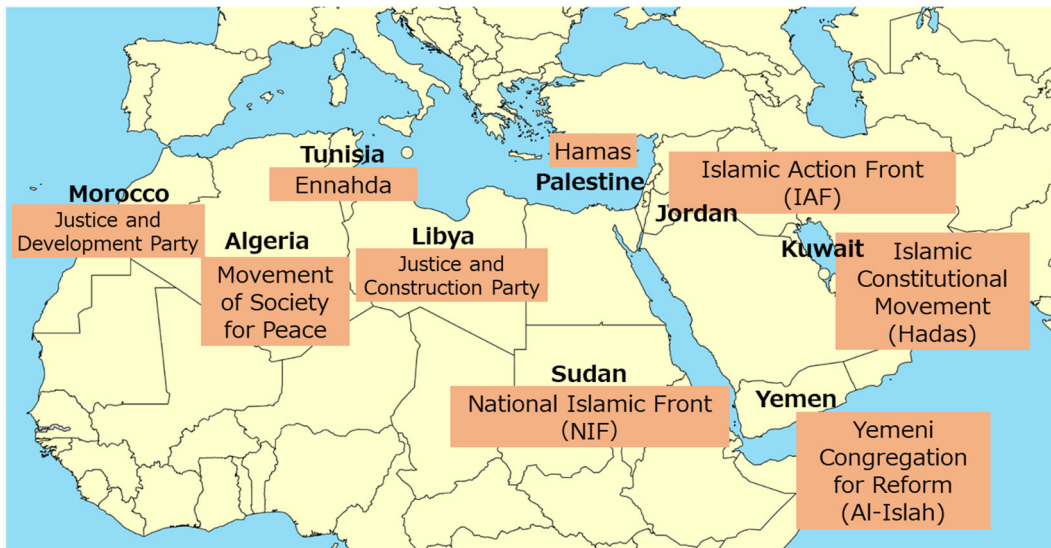 Morocco
Justice and
Development Party
Tunisia
Ennahda
Algeria
Movement
of Society
for Peace
Libya
Justice and
Construction Party
Hamas
Palestine
Islamic Action Front
(IAF)
Jordan
Kuwait
Islamic
Constitutional
Movement
(Hadas)
Sudan
National Islamic Front
(NIF)
Yemen
Yemeni
Congregation
for Reform
(Al-Islah)